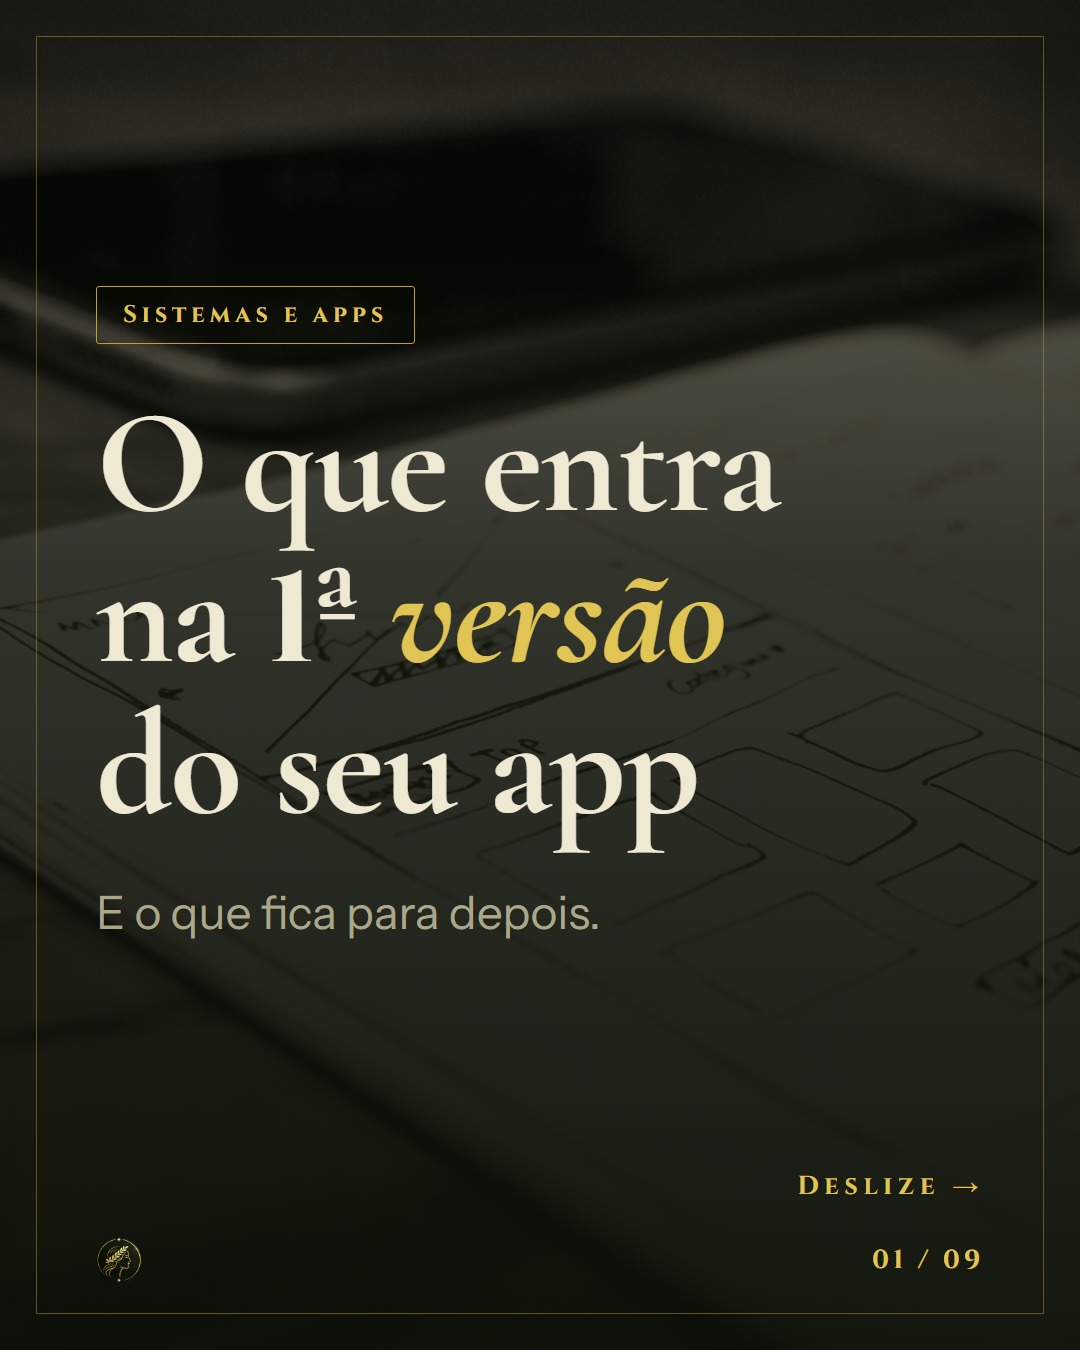 Sistemas e apps
O que entra
na 1ª versão
do seu app
E o que fica para depois.
Deslize →
01 / 09